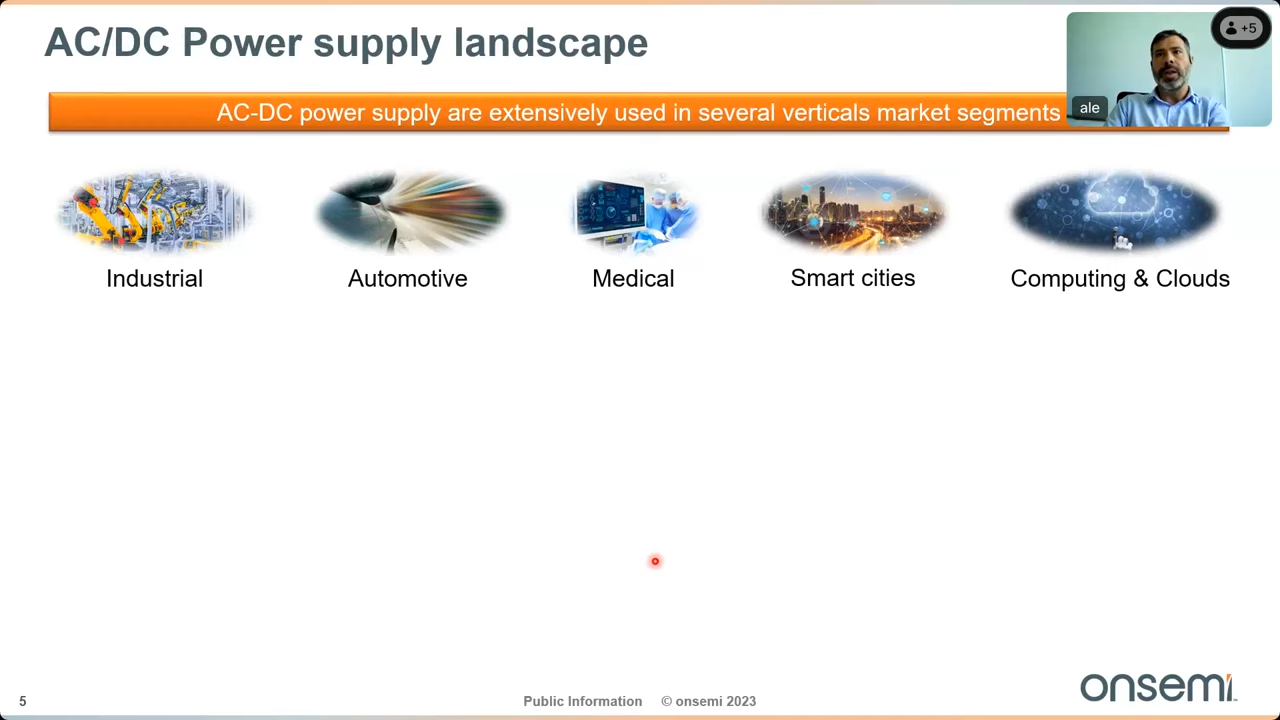 AC/DC Power supply landscape
+5
ale
AC-DC power supply are extensively used in several verticals market segments
Industrial
Automotive
Medical
Smart cities
Computing & Clouds
5
Public Information © onsemi 2023
onsemi